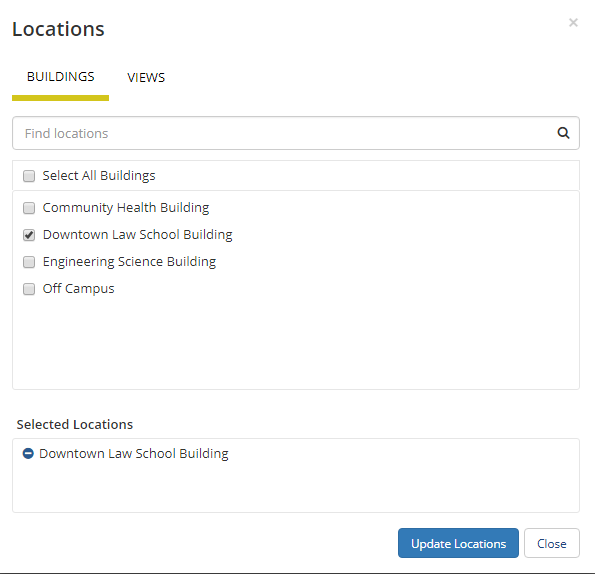 Locations
×
BUILDINGS VIEWS
Find locations
Select All Buildings
Community Health Building
Downtown Law School Building
Engineering Science Building
Off Campus
Selected Locations
Downtown Law School Building
Update Locations Close